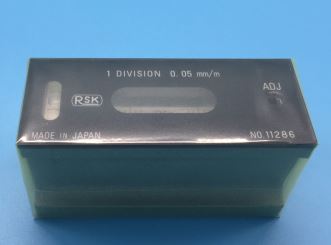 1 DIVISION 0.05 mm/m
RSK
ADJ
MADE IN JAPAN
NO.11286